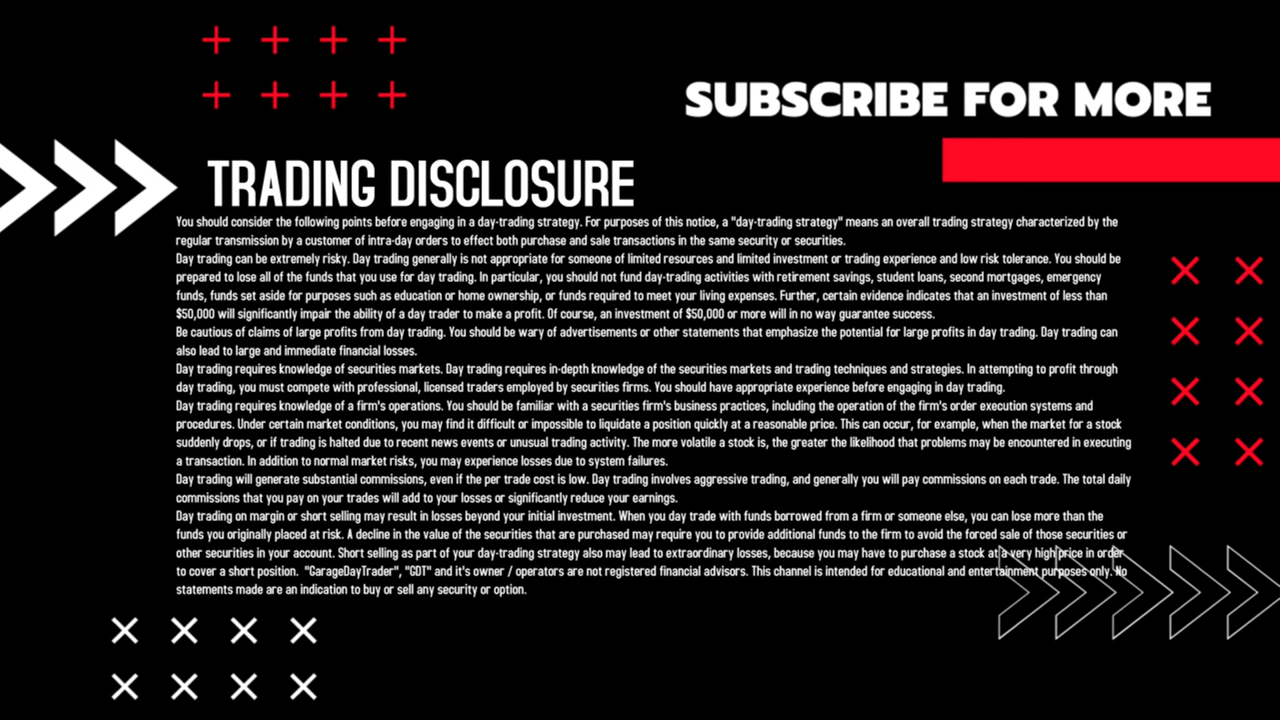 SUBSCRIBE FOR MORE
TRADING DISCLOSURE
You should consider the following points before engaging in a day-trading strategy. For purposes of this notice, a "day-trading strategy" means an overall trading strategy characterized by the
regular transmission by a customer of intra-day orders to effect both purchase and sale transactions in the same security or securities.
Day trading can be extremely risky. Day trading generally is not appropriate for someone of limited resources and limited investment or trading experience and low risk tolerance. You should be
prepared to lose all of the funds that you use for day trading. In particular, you should not fund day-trading activities with retirement savings, student loans, second mortgages, emergency
funds, funds set aside for purposes such as education or home ownership, or funds required to meet your living expenses. Further, certain evidence indicates that an investment of less than
$50,000 will significantly impair the ability of a day trader to make a profit. Of course, an investment of $50,000 or more will in no way guarantee success.
Be cautious of claims of large profits from day trading. You should be wary of advertisements or other statements that emphasize the potential for large profits in day trading. Day trading can
also lead to large and immediate financial losses.
Day trading requires knowledge of securities markets. Day trading requires in-depth knowledge of the securities markets and trading techniques and strategies. In attempting to profit through
day trading, you must compete with professional, licensed traders employed by securities firms. You should have appropriate experience before engaging in day trading.
Day trading requires knowledge of a firm's operations. You should be familiar with a securities firm's business practices, including the operation of the firm's order execution systems and
procedures. Under certain market conditions, you may find it difficult or impossible to liquidate a position quickly at a reasonable price. This can occur, for example, when the market for a stock
suddenly drops, or if trading is halted due to recent news events or unusual trading activity. The more volatile a stock is, the greater the likelihood that problems may be encountered in executing
a transaction. In addition to normal market risks, you may experience losses due to system failures.
Day trading will generate substantial commissions, even if the per trade cost is low. Day trading involves aggressive trading, and generally you will pay commissions on each trade. The total daily
commissions that you pay on your trades will add to your losses or significantly reduce your earnings.
Day trading on margin or short selling may result in losses beyond your initial investment. When you day trade with funds borrowed from a firm or someone else, you can lose more than the
funds you originally placed at risk. A decline in the value of the securities that are purchased may require you to provide additional funds to the firm to avoid the forced sale of those securities or
other securities in your account. Short selling as part of your day-trading strategy also may lead to extraordinary losses, because you may have to purchase a stock at a very high price in order
to cover a short position. "GarageDayTrader", "GDT" and it's owner / operators are not registered financial advisors. This channel is intended for educational and entertainment purposes only. No
statements made are an indication to buy or sell any security or option.